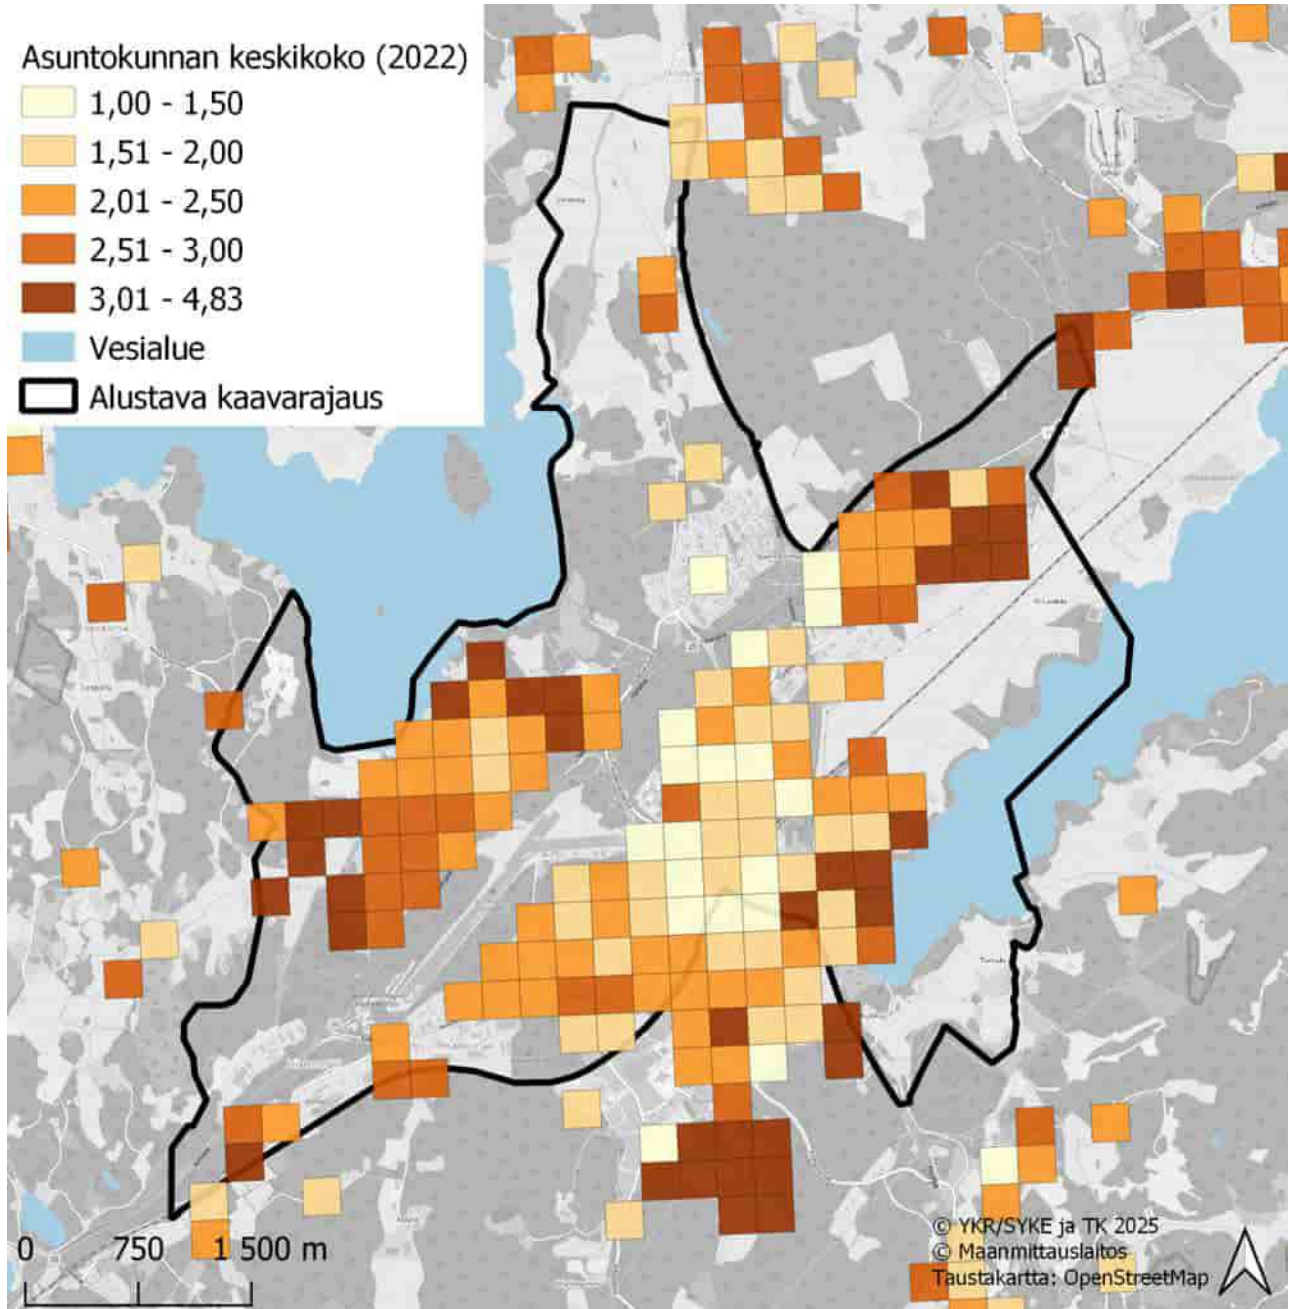 Asuntokunnan keskikoko (2022)
1,00 - 1,50
1,51 - 2,00
2,01 - 2,50
2,51 - 3,00
3,01 - 4,83
Vesialue
Alustava kaavarajaus
0 750 1 500 m
© YKR/SYKE ja TK 2025
© Maanmittauslaitos
Taustakartta: OpenStreetMap